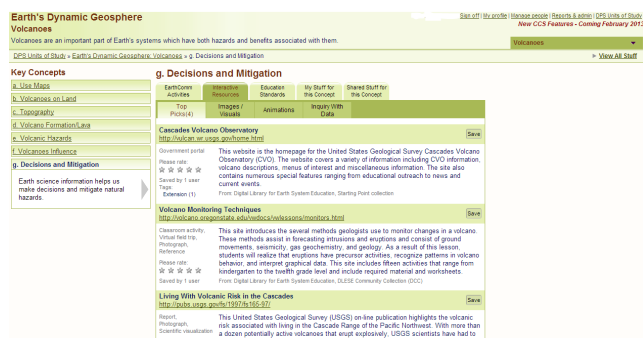 Earth's Dynamic Geosphere
Sign off | My profile | Manage people | Reports & admin | DPS Units of Study
Volcanoes
New CCS Features - Coming February 2013
Volcanoes are an important part of Earth's systems which have both hazards and benefits associated with them.
Volcanoes
DPS Units of Study » Earth's Dynamic Geosphere: Volcanoes » g. Decisions and Mitigation
View All Stuff
Key Concepts
a. Use Maps
b. Volcanoes on Land
c. Topography
d. Volcano Formation/Lava
e. Volcanic Hazards
f. Volcanoes Influence
g. Decisions and Mitigation
Earth science information helps us
make decisions and mitigate natural
hazards.
g. Decisions and Mitigation
EarthComm Activities
Interactive Resources
Education Standards
My Stuff for this Concept
Shared Stuff for this Concept
Top Picks(4)
Images / Visuals
Animations
Inquiry With Data
Cascades Volcano Observatory
Save
http://vulcan.wr.usgs.gov/home.html
Government portal
Please rate:
Saved by 1 user
Tags:
Extension (1)
This website is the homepage for the United States Geological Survey Cascades Volcano
Observatory (CVO). The website covers a variety of information including CVO information,
volcano descriptions, menus of interest and miscellaneous information. The site also
contains numerous special features ranging from educational outreach to news and
current events.
From: Digital Library for Earth System Education, Starting Point collection
Volcano Monitoring Techniques
Save
http://volcano.oregonstate.edu/vwdocs/vwlessons/monitors.html
Classroom activity,
Virtual field trip,
Photograph,
Reference
Please rate:
Saved by 1 user
This site introduces the several methods geologists use to monitor changes in a volcano.
These methods assist in forecasting intrusions and eruptions and consist of ground
movements, seismicity, gas geochemistry, and geology. As a result of this lesson,
students will realize that eruptions have precursor activities, recognize patterns in volcano
behavior, and interpret graphical data. This site includes fifteen activities that range from
kindergarten to the twelfth grade level and include required material and worksheets.
From: Digital Library for Earth System Education, DLESE Community Collection (DCC)
Living With Volcanic Risk in the Cascades
Save
http://pubs.usgs.gov/fs/1997/fs165-97/
Report,
Photograph,
Scientific visualization
This United States Geological Survey (USGS) on-line publication highlights the volcanic
risk associated with living in the Cascade Range of the Pacific Northwest. With more than
a dozen potentially active volcanoes that erupt explosively, USGS scientists have had to